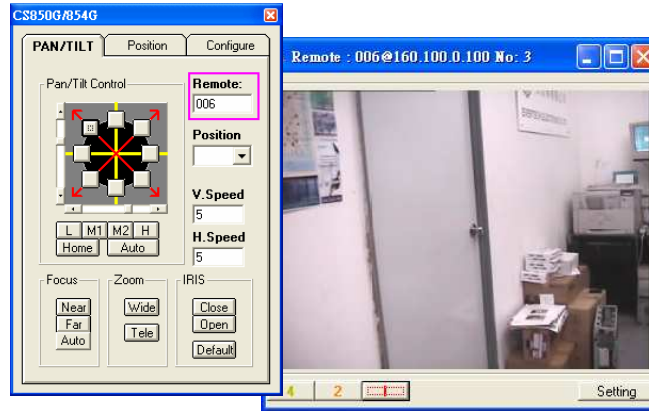 CS850G/854G
PAN/TILT Position Configure
Pan/Tilt Control
Remote:
006
Position
V.Speed
5
H.Speed
5
L M1 M2 H
Home Auto
Focus Zoom IRIS
Near Wide Close
Far Tele Open
Auto Default
Remote : 006@160.100.0.100 No: 3
4 2 Setting